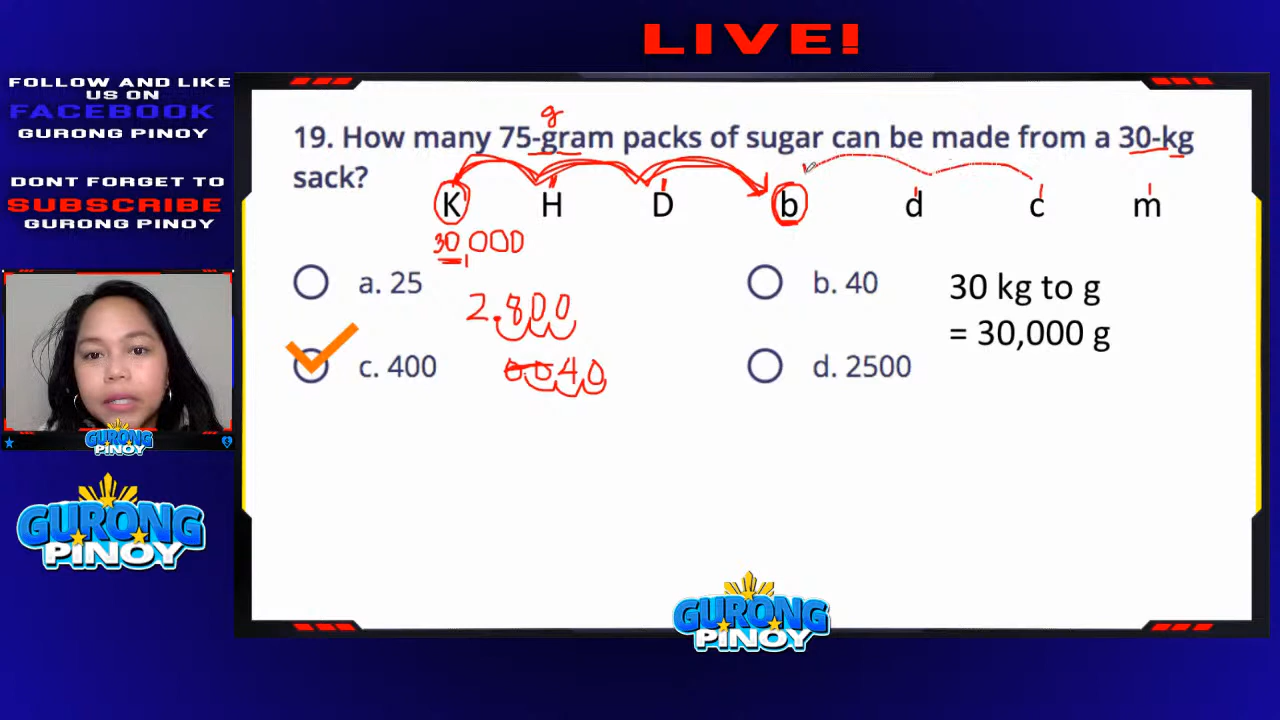 LIVE!
FOLLOW AND LIKE
US ON
FACEBOOK
GURONG PINOY
DONT FORGET TO
SUBSCRIBE
GURONG PINOY
g
19. How many 75-gram packs of sugar can be made from a 30-kg
sack?
K H D b d c m
30,000
a. 25
b. 40
30 kg to g
= 30,000 g
2.800
c. 400
0.040
d. 2500
GURONG
PINOY
GURONG
PINOY
GURONG
PINOY